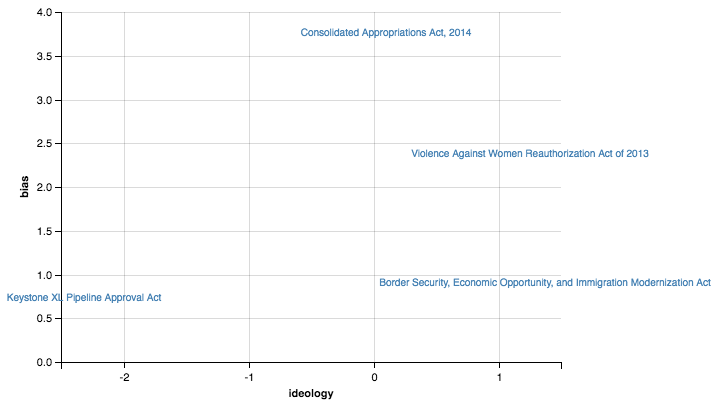 4.0
Consolidated Appropriations Act, 2014
3.5
3.0
2.5
Violence Against Women Reauthorization Act of 2013
2.0
bias
1.5
1.0
Border Security, Economic Opportunity, and Immigration Modernization Act
Keystone XL Pipeline Approval Act
0.5
0.0
-2 -1 0 1
ideology